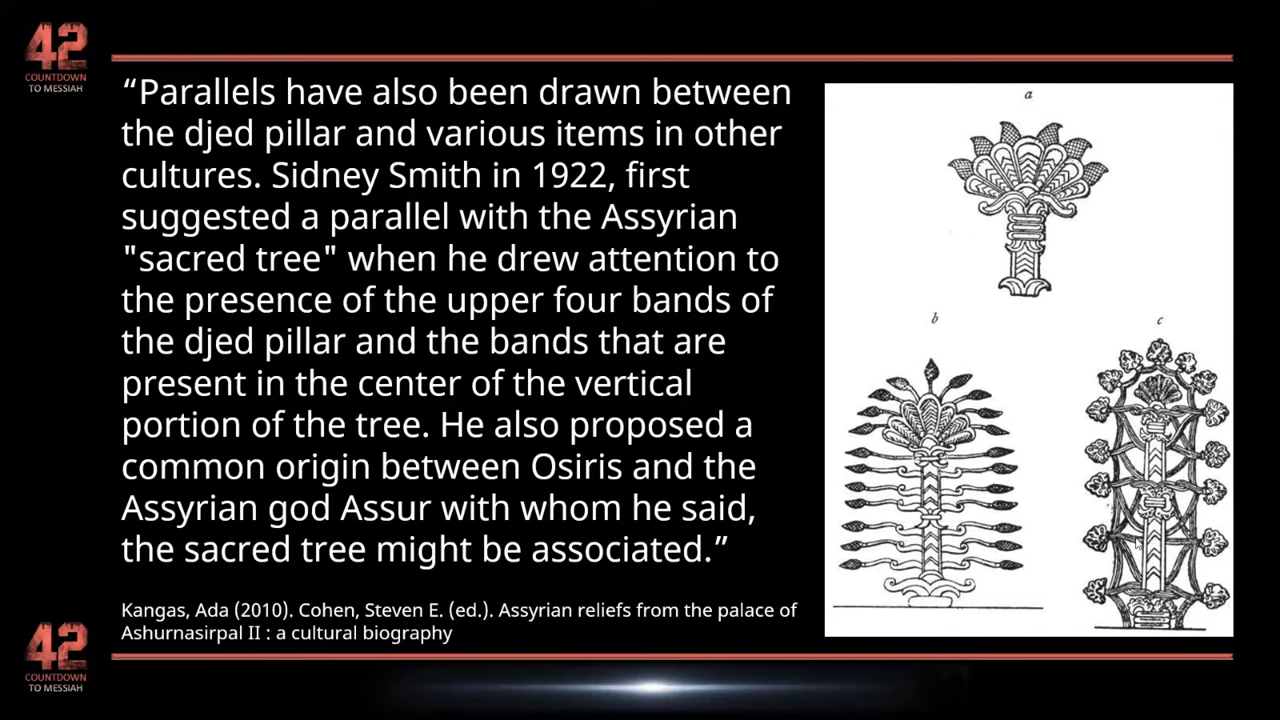 42
COUNTDOWN
TO MESSIAH
“Parallels have also been drawn between
the djed pillar and various items in other
cultures. Sidney Smith in 1922, first
suggested a parallel with the Assyrian
"sacred tree" when he drew attention to
the presence of the upper four bands of
the djed pillar and the bands that are
present in the center of the vertical
portion of the tree. He also proposed a
common origin between Osiris and the
Assyrian god Assur with whom he said,
the sacred tree might be associated.”
Kangas, Ada (2010). Cohen, Steven E. (ed.). Assyrian reliefs from the palace of
Ashurnasirpal II : a cultural biography
a
b
c
42
COUNTDOWN
TO MESSIAH